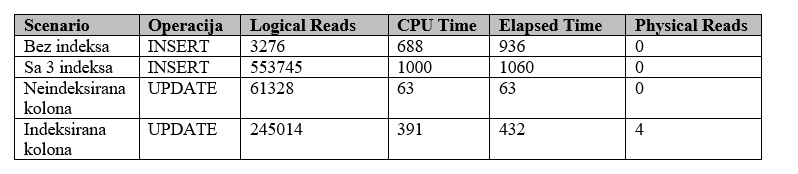 Scenario Operacija Logical Reads CPU Time Elapsed Time Physical Reads
Bez indeksa INSERT 3276 688 936 0
Sa 3 indeksa INSERT 553745 1000 1060 0
Neindeksirana kolona UPDATE 61328 63 63 0
Indeksirana kolona UPDATE 245014 391 432 4